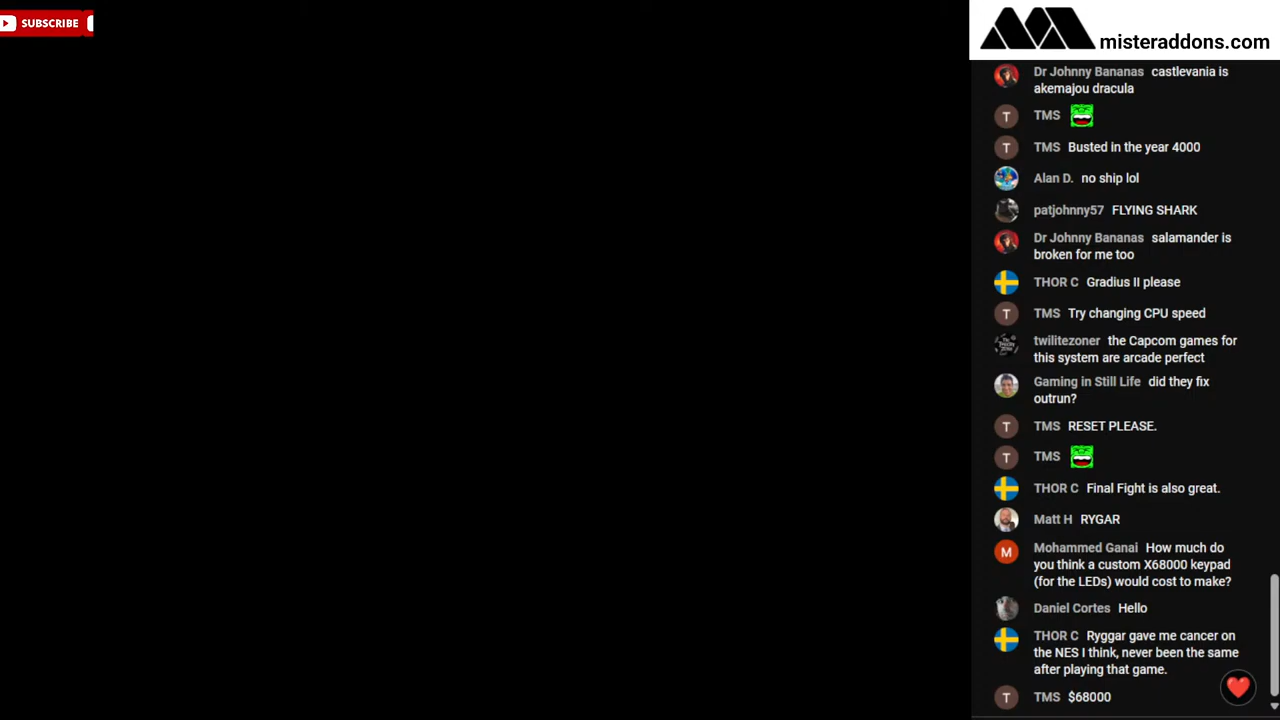 SUBSCRIBE
misteraddons.com
Dr Johnny Bananas castlevania is
akemajou dracula
TMS
T
TMS Busted in the year 4000
T
Alan D. no ship lol
patjohnny57 FLYING SHARK
Dr Johnny Bananas salamander is
broken for me too
THOR C Gradius II please
TMS Try changing CPU speed
T
twilitezoner the Capcom games for
this system are arcade perfect
Gaming in Still Life did they fix
outrun?
TMS RESET PLEASE.
T
TMS
T
THOR C Final Fight is also great.
Matt H RYGAR
Mohammed Ganai How much do
M
you think a custom X68000 keypad
(for the LEDs) would cost to make?
Daniel Cortes Hello
THOR C Ryggar gave me cancer on
the NES I think, never been the same
after playing that game.
TMS $68000
T